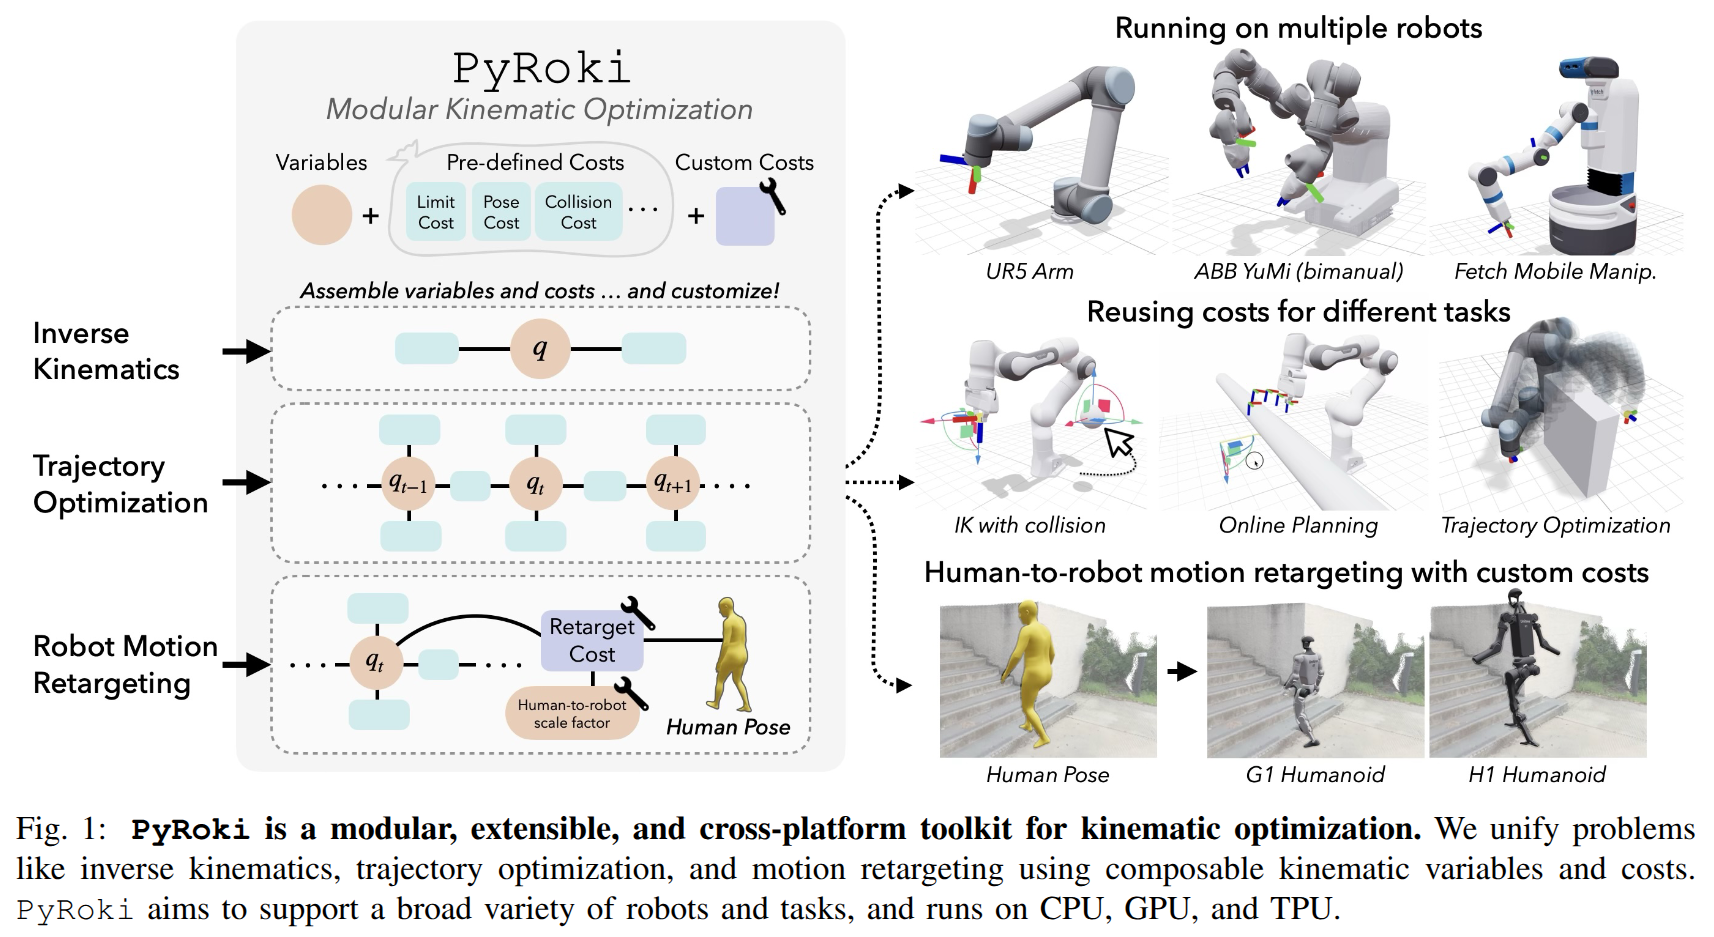 PyRoki
Modular Kinematic Optimization
Variables
Pre-defined Costs
Custom Costs
+
Limit
Cost
Pose
Cost
Collision
Cost
...
+
Assemble variables and costs ... and customize!
Inverse
Kinematics
q
Trajectory
Optimization
... q_{t−1} q_t q_{t+1} ...
Robot Motion
Retargeting
... q_t ...
Retarget
Cost
Human-to-robot
scale factor
Human Pose
Running on multiple robots
UR5 Arm
ABB YuMi (bimanual)
Fetch Mobile Manip.
Reusing costs for different tasks
IK with collision
Online Planning
Trajectory Optimization
Human-to-robot motion retargeting with custom costs
Human Pose
G1 Humanoid
H1 Humanoid
Fig. 1: PyRoki is a modular, extensible, and cross-platform toolkit for kinematic optimization. We unify problems
like inverse kinematics, trajectory optimization, and motion retargeting using composable kinematic variables and costs.
PyRoki aims to support a broad variety of robots and tasks, and runs on CPU, GPU, and TPU.